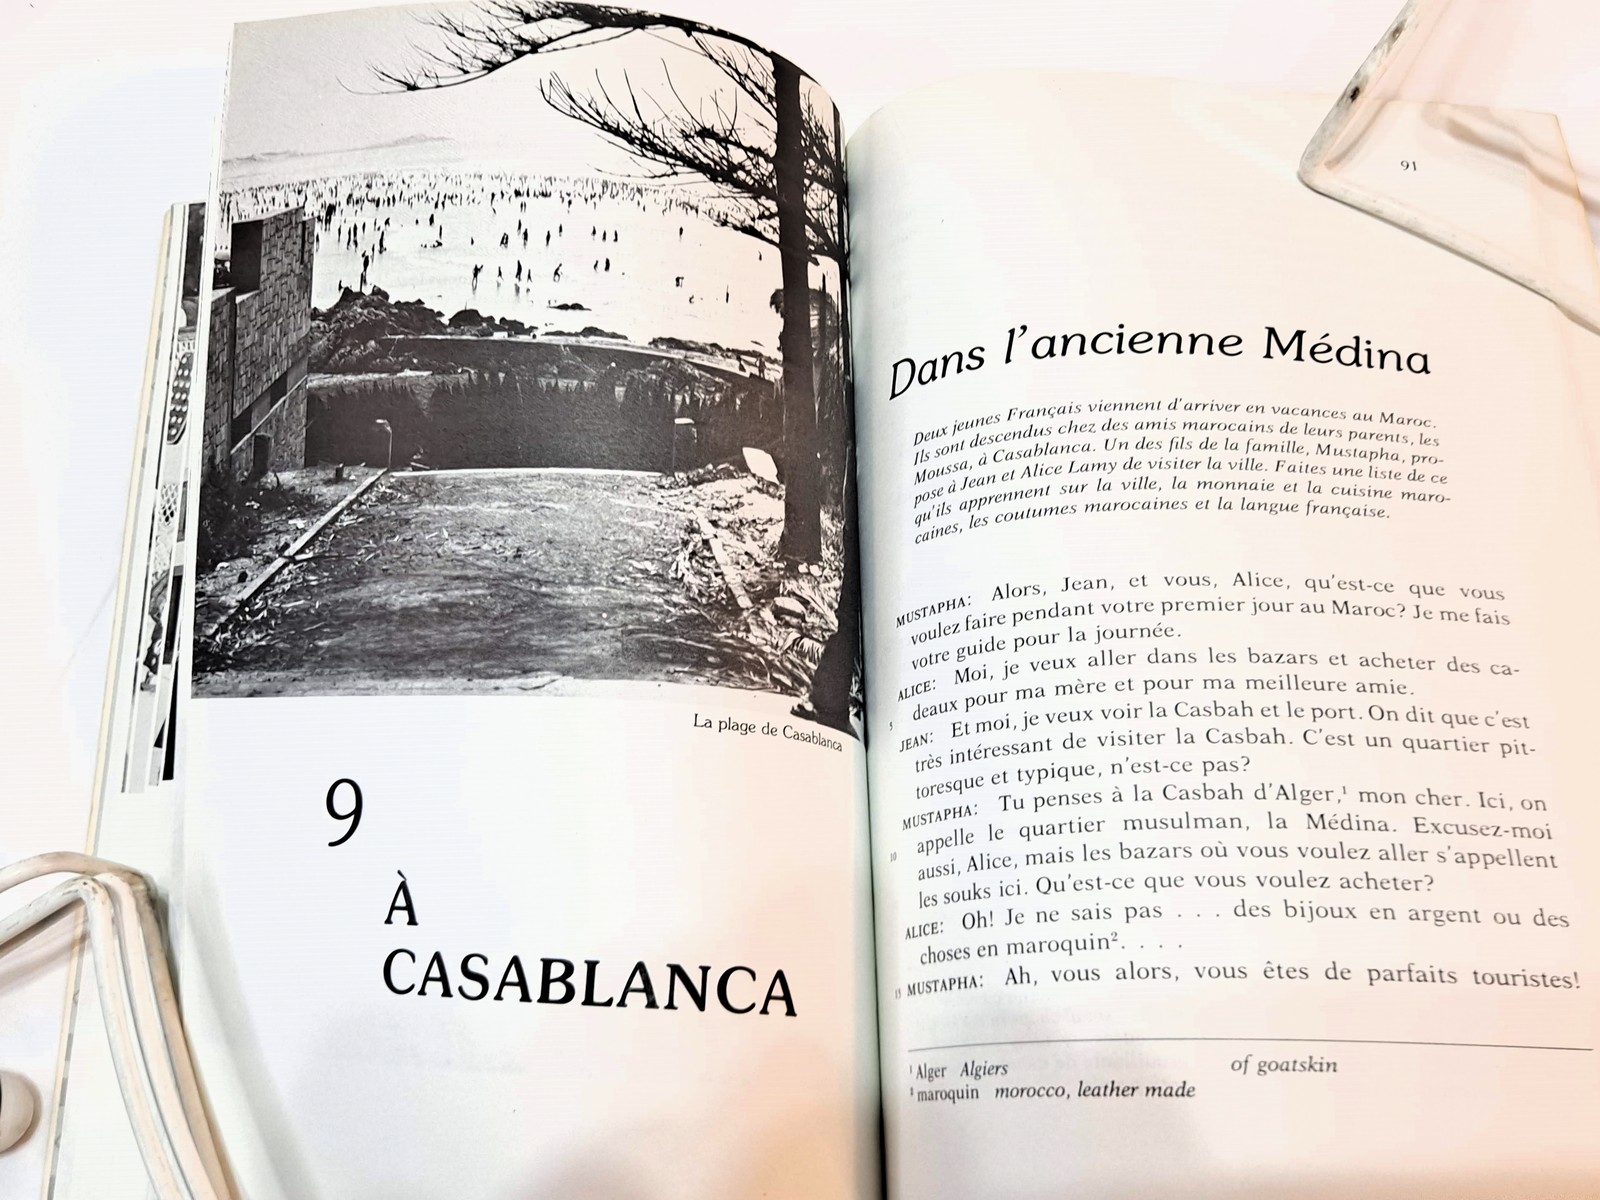 La plage de Casablanca
9
À
CASABLANCA
91
Dans l'ancienne Médina
Deux jeunes Français viennent d'arriver en vacances au Maroc.
Ils sont descendus chez des amis marocains de leurs parents, les
Moussa, à Casablanca. Un des fils de la famille, Mustapha, pro-
pose à Jean et Alice Lamy de visiter la ville. Faites une liste de ce
qu'ils apprennent sur la ville, la monnaie et la cuisine maro-
caines, les coutumes marocaines et la langue française.
MUSTAPHA: Alors, Jean, et vous, Alice, qu'est-ce que vous
voulez faire pendant votre premier jour au Maroc? Je me fais
votre guide pour la journée.
ALICE: Moi, je veux aller dans les bazars et acheter des ca-
5 deaux pour ma mère et pour ma meilleure amie.
JEAN: Et moi, je veux voir la Casbah et le port. On dit que c'est
très intéressant de visiter la Casbah. C'est un quartier pit-
toresque et typique, n'est-ce pas?
MUSTAPHA: Tu penses à la Casbah d'Alger,¹ mon cher. Ici, on
10 appelle le quartier musulman, la Médina. Excusez-moi
aussi, Alice, mais les bazars où vous voulez aller s'appellent
les souks ici. Qu'est-ce que vous voulez acheter?
ALICE: Oh! Je ne sais pas . . . des bijoux en argent ou des
choses en maroquin². . . .
15 MUSTAPHA: Ah, vous alors, vous êtes de parfaits touristes!
¹ Alger Algiers
² maroquin morocco, leather made
of goatskin